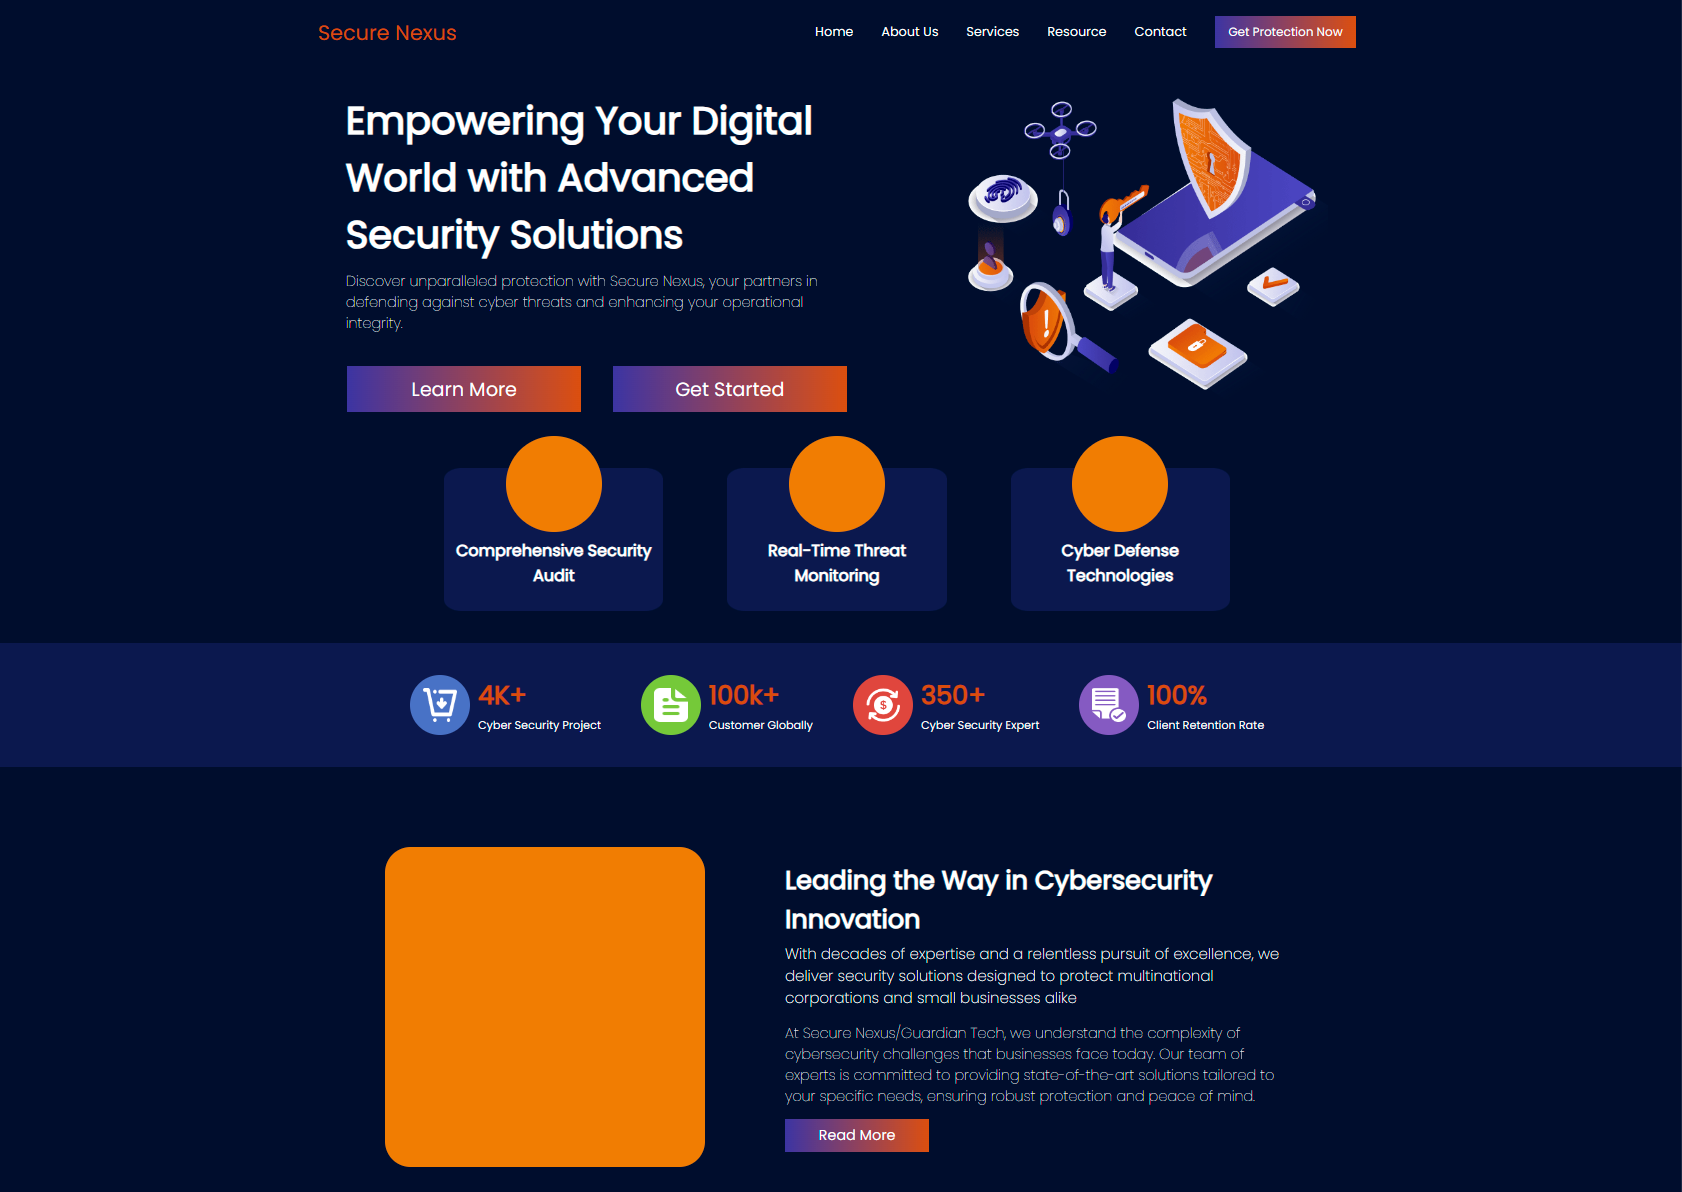 Secure Nexus
Home
About Us
Services
Resource
Contact
Get Protection Now
Empowering Your Digital
World with Advanced
Security Solutions
Discover unparalleled protection with Secure Nexus, your partners in
defending against cyber threats and enhancing your operational
integrity.
Learn More
Get Started
Comprehensive Security
Audit
Real-Time Threat
Monitoring
Cyber Defense
Technologies
4K+
Cyber Security Project
100k+
Customer Globally
$
350+
Cyber Security Expert
100%
Client Retention Rate
Leading the Way in Cybersecurity
Innovation
With decades of expertise and a relentless pursuit of excellence, we
deliver security solutions designed to protect multinational
corporations and small businesses alike
At Secure Nexus/Guardian Tech, we understand the complexity of
cybersecurity challenges that businesses face today. Our team of
experts is committed to providing state-of-the-art solutions tailored to
your specific needs, ensuring robust protection and peace of mind.
Read More